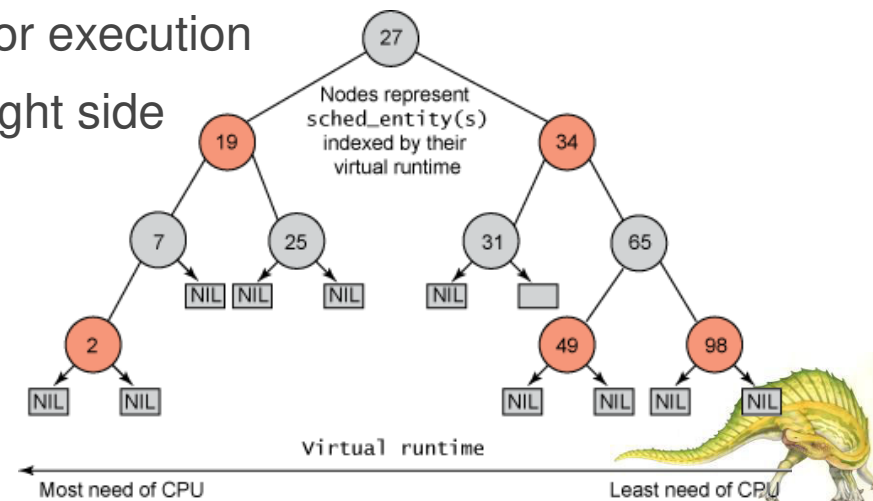 or execution
ght side
27
Nodes represent
sched_entity(s)
indexed by their
virtual runtime
19
34
7
25
31
65
NIL NIL NIL NIL
2
49
98
NIL NIL NIL NIL NIL NIL
Virtual runtime
Most need of CPU Least need of CPU